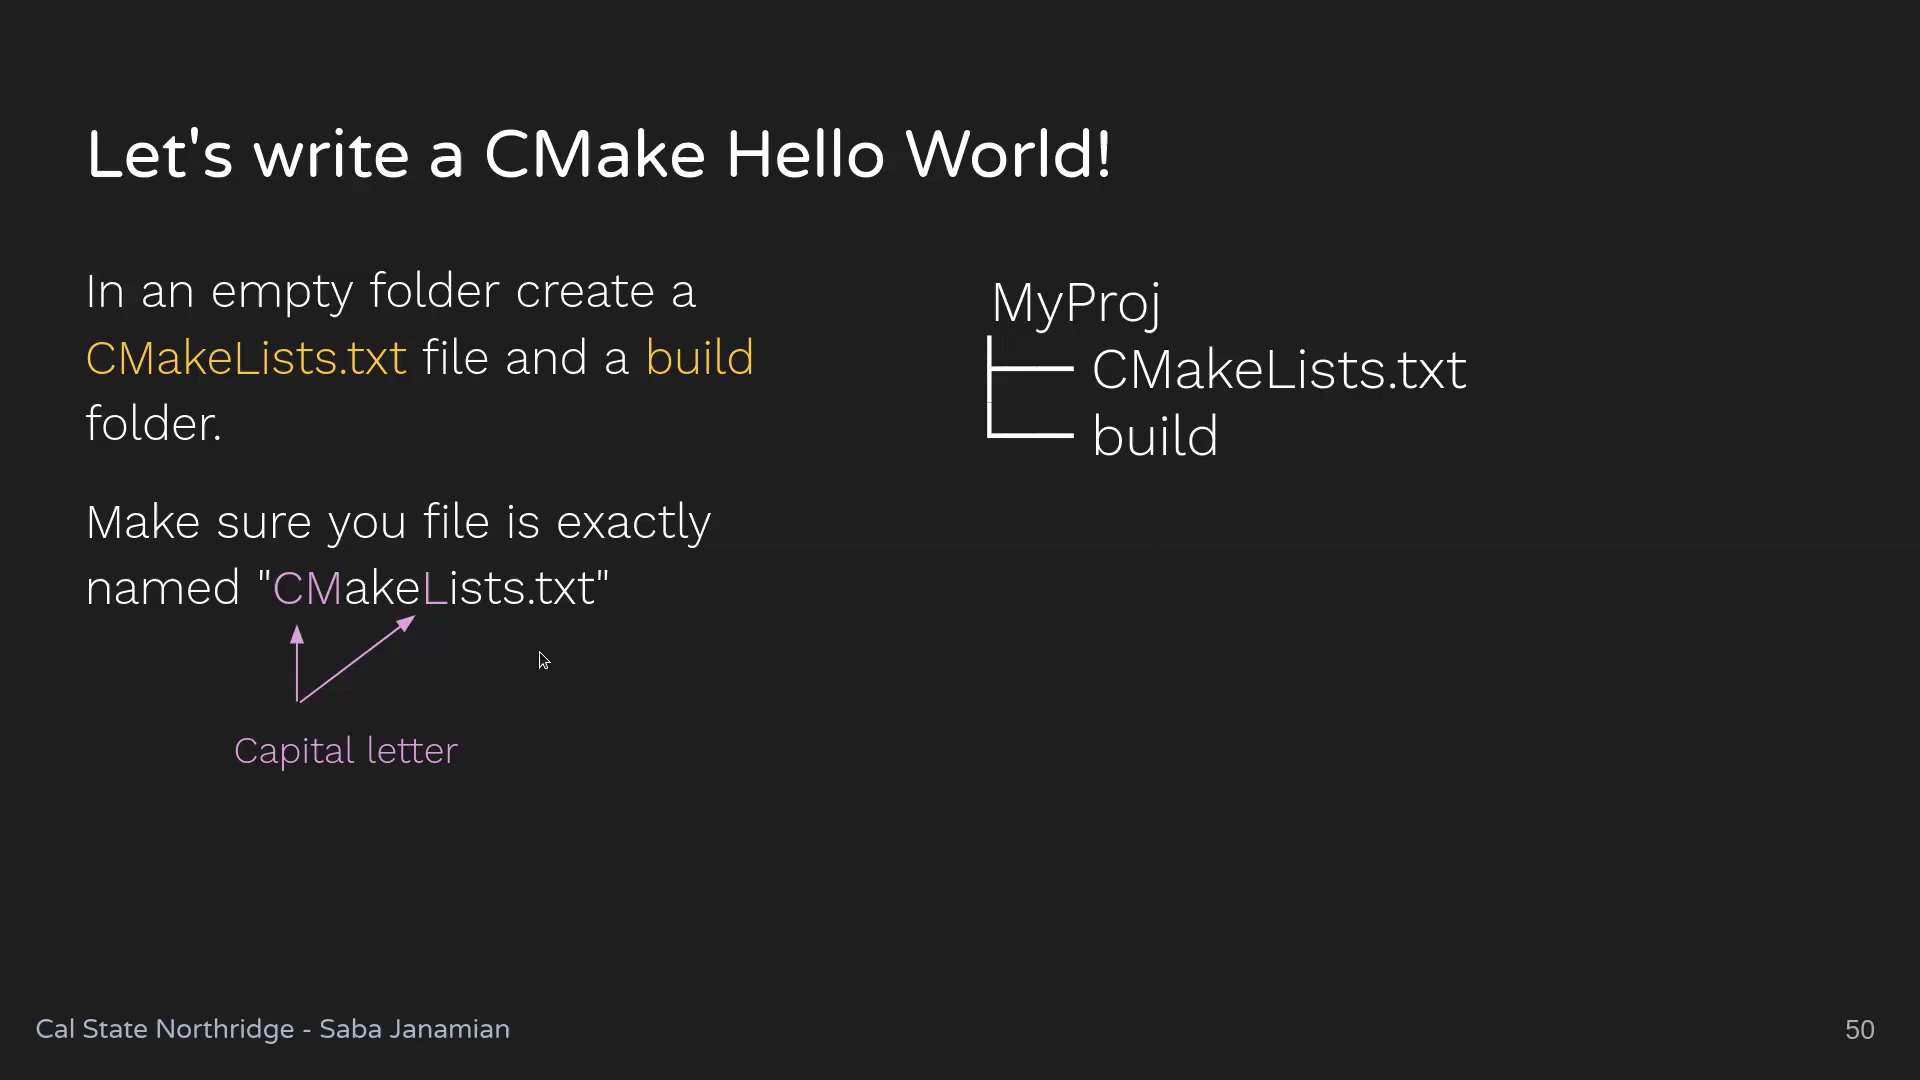 Let's write a CMake Hello World!
In an empty folder create a
CMakeLists.txt file and a build
folder.
Make sure you file is exactly
named "CMakeLists.txt"
Capital letter
MyProj
├── CMakeLists.txt
└── build
Cal State Northridge - Saba Janamian
50